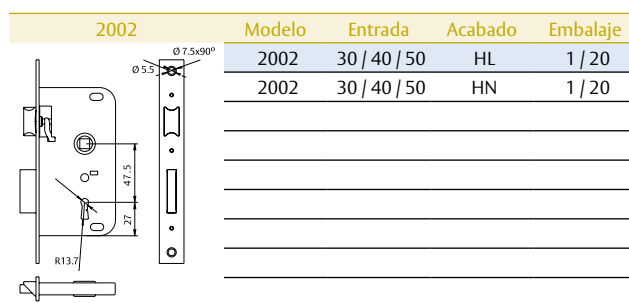 2002 Modelo Entrada Acabado Embalaje
2002 30 / 40 / 50 HL 1 / 20
2002 30 / 40 / 50 HN 1 / 20
Ø 7.5x90º
Ø 5.5
47.5
27
R13.7